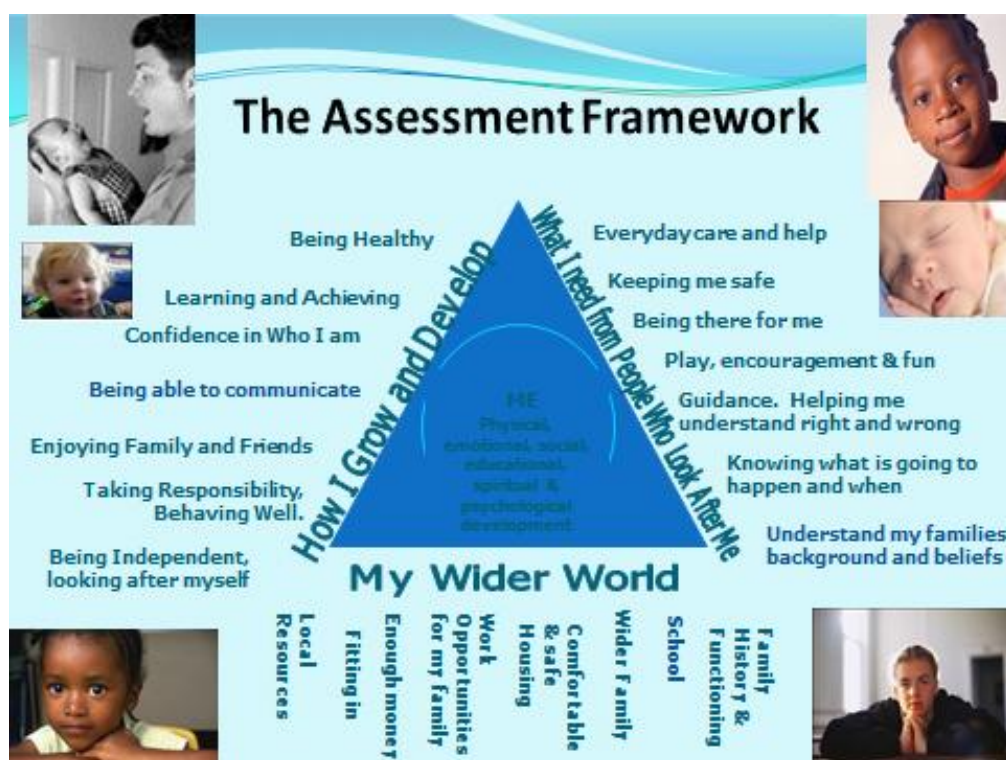 The Assessment Framework
Being Healthy
Learning and Achieving
Confidence in Who I am
Being able to communicate
Enjoying Family and Friends
Taking Responsibility,
Behaving Well.
Being Independent,
looking after myself
How I Grow and Develop
ME
Physical,
emotional, social,
educational,
spiritual &
psychological
development
What I need from People Who Look After Me
Everyday care and help
Keeping me safe
Being there for me
Play, encouragement & fun
Guidance. Helping me
understand right and wrong
Knowing what is going to
happen and when
Understand my families
background and beliefs
My Wider World
Local
Resources
Fitting in
Enough money
Work
Opportunities
for my family
Comfortable
& safe
Housing
Wider Family
School
Family
History &
Functioning